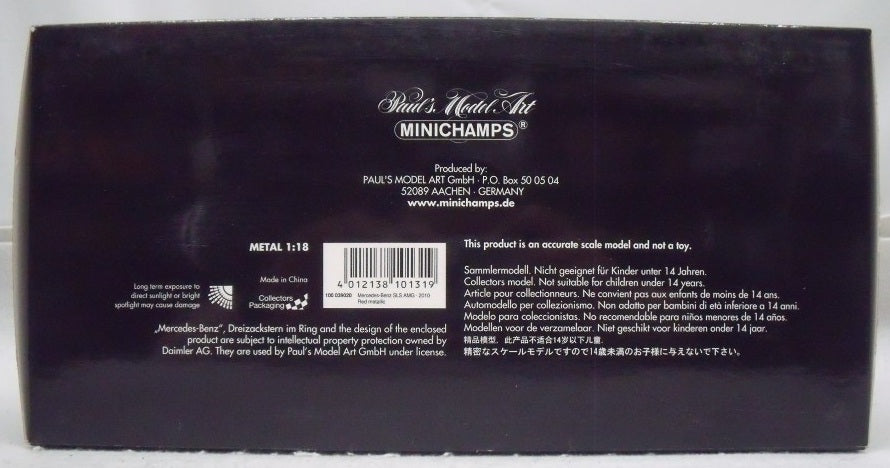 Paul's Model Art
MINICHAMPS®
Produced by:
PAUL'S MODEL ART GmbH · P.O. Box 50 05 04
52089 AACHEN · GERMANY
www.minichamps.de
METAL 1:18
Made in China
Long term exposure to
direct sunlight or bright
spotlight may cause damage
Collectors
Packaging
4 012138 101319
100 039020 Mercedes-Benz SLS AMG · 2010
Red metallic
„Mercedes-Benz“, Dreizackstern im Ring and the design of the enclosed
product are subject to intellectual property protection owned by
Daimler AG. They are used by Paul's Model Art GmbH under license.
This product is an accurate scale model and not a toy.
Sammlermodell. Nicht geeignet für Kinder unter 14 Jahren.
Collectors model. Not suitable for children under 14 years.
Article pour collectionneurs. Ne convient pas aux enfants de moins de 14 ans.
Automodello per collezionismo. Non adatto per bambini di età inferiore a 14 anni.
Modelo para coleccionistas. No recomendable para niños menores de 14 años.
Modellen voor de verzamelaar. Niet geschikt voor kinderen onder 14 jaar.
精品模型. 此产品不适合14岁以下儿童.
精密なスケールモデルですので14歳未満のお子様に与えないで下さい。